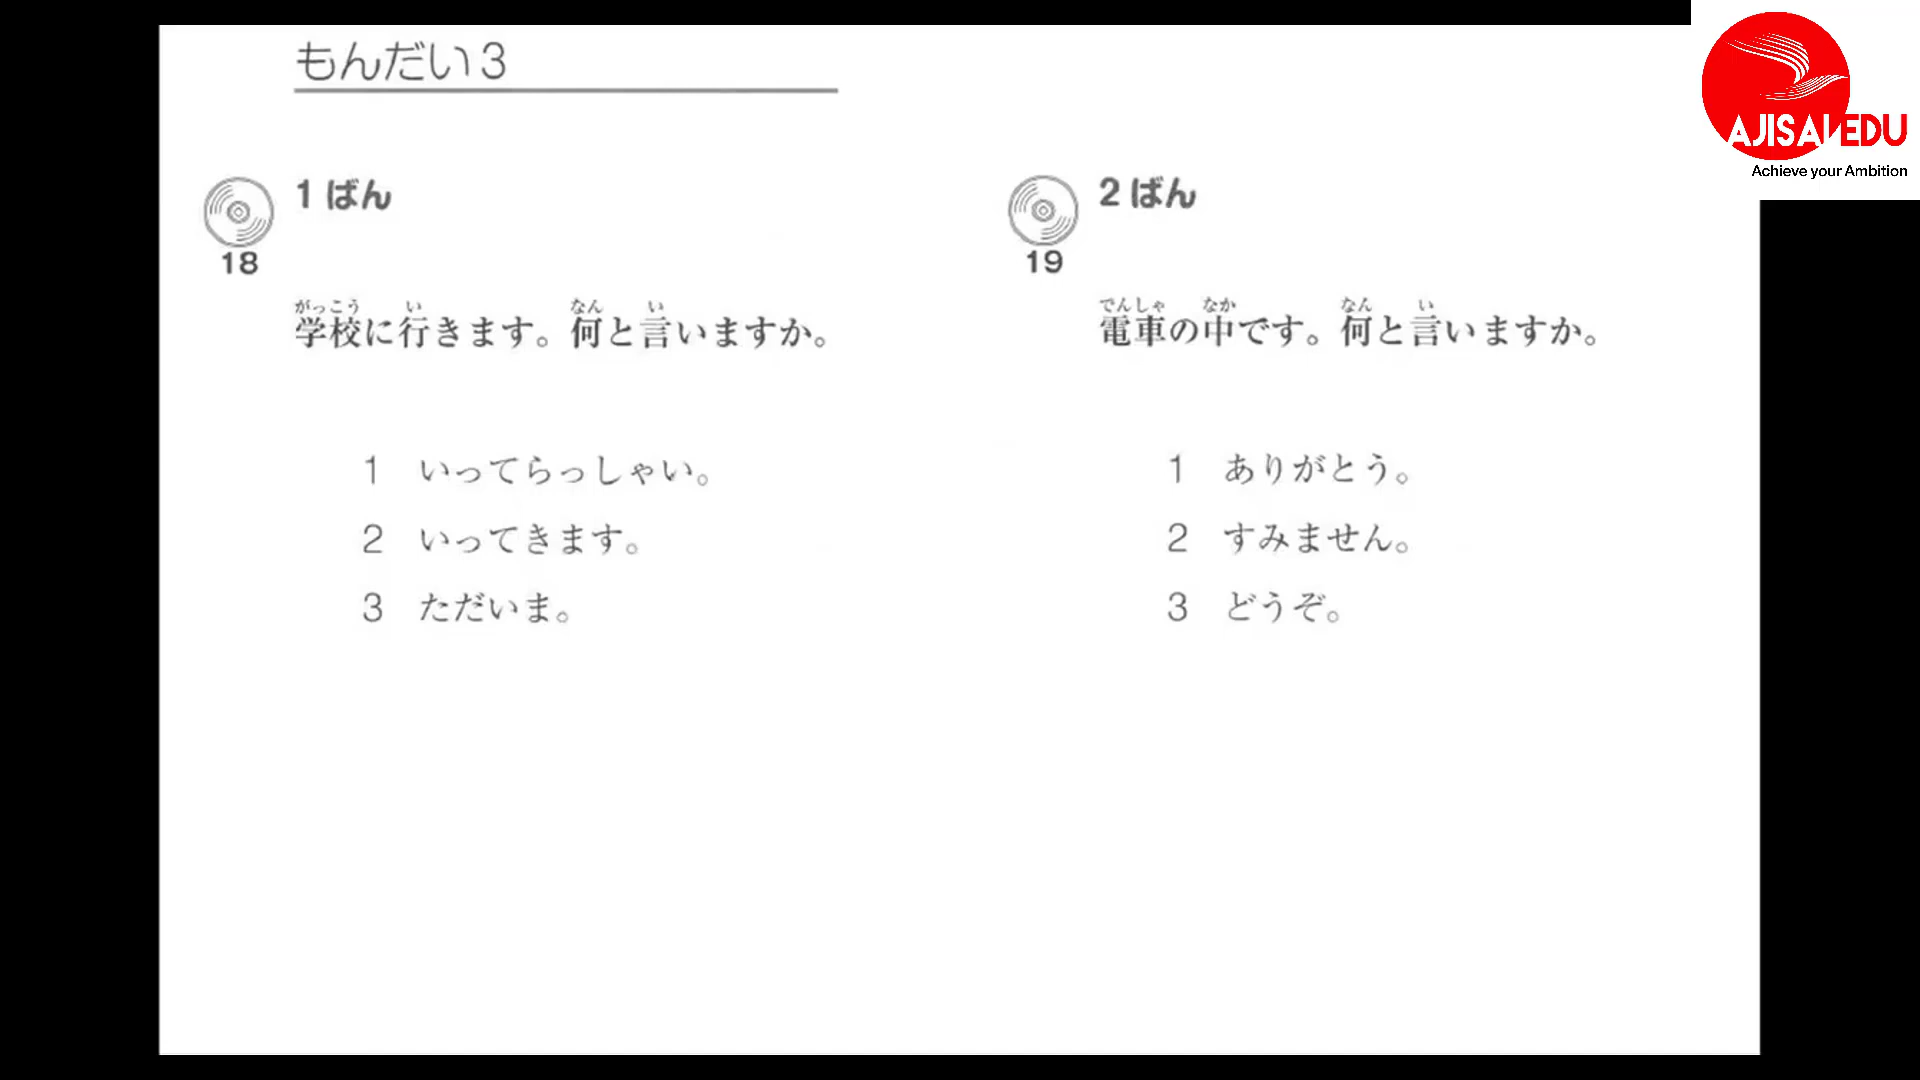 もんだい3
1ばん
18
学校に行きます。何と言いますか。
がっこう い なん い
1 いってらっしゃい。
2 いってきます。
3 ただいま。
2ばん
19
電車の中です。何と言いますか。
でんしゃ なか なん い
1 ありがとう。
2 すみません。
3 どうぞ。
AJISAI EDU
Achieve your Ambition